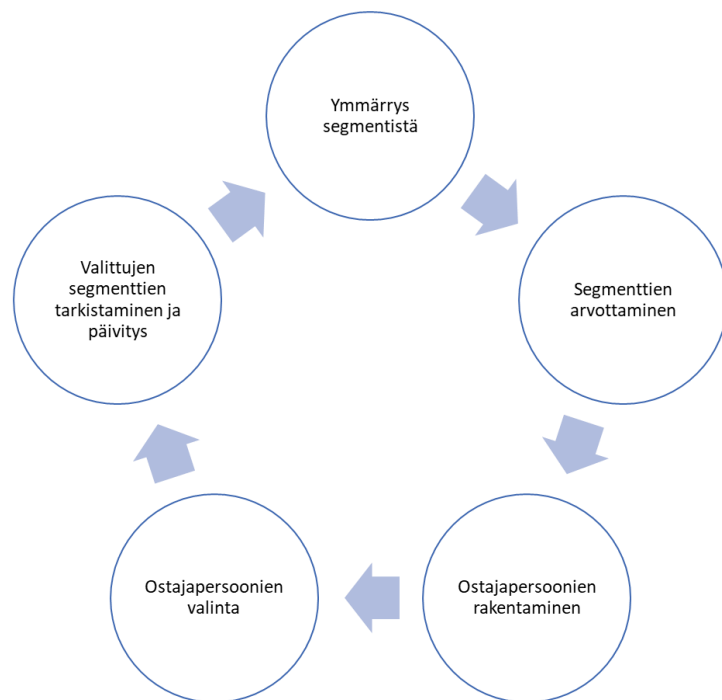 Ymmärrys
segmentistä
Segmenttien
arvottaminen
Ostajapersoonien
rakentaminen
Ostajapersoonien
valinta
Valittujen
segmenttien
tarkistaminen ja
päivitys